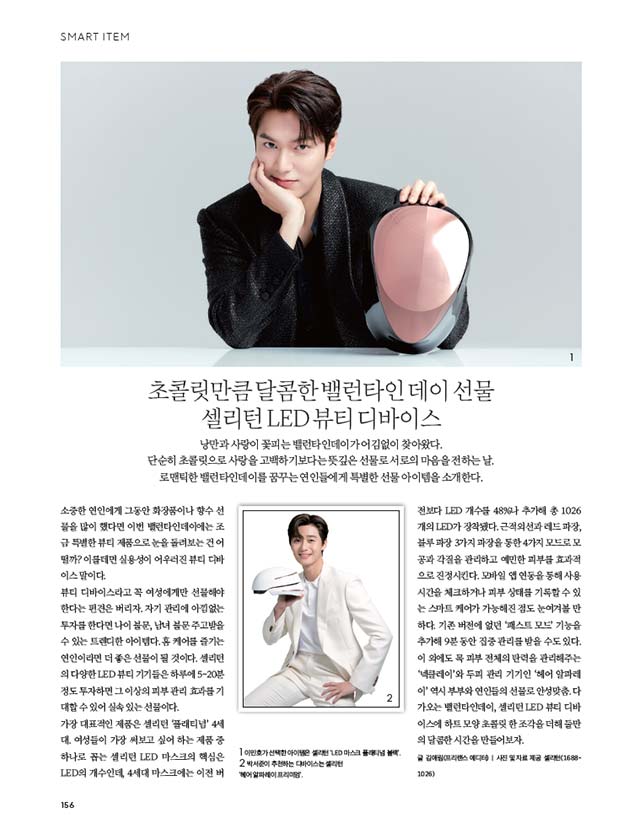 SMART ITEM
1
초콜릿만큼 달콤한 밸런타인 데이 선물
셀리턴 LED 뷰티 디바이스
낭만과 사랑이 꽃피는 밸런타인데이가 어김없이 찾아왔다.
단순히 초콜릿으로 사랑을 고백하기보다는 뜻깊은 선물로 서로의 마음을 전하는 날.
로맨틱한 밸런타인데이를 꿈꾸는 연인들에게 특별한 선물 아이템을 소개한다.
소중한 연인에게 그동안 화장품이나 향수 선
물을 많이 했다면 이번 밸런타인데이에는 조
금 특별한 뷰티 제품으로 눈을 돌려보는 건 어
떨까? 이를테면 실용성이 어우러진 뷰티 디바
이스 말이다.
뷰티 디바이스라고 꼭 여성에게만 선물해야
한다는 편견은 버리자. 자기 관리에 아낌없는
투자를 한다면 나이 불문, 남녀 불문 주고받을
수 있는 트렌디한 아이템이다. 홈 케어를 즐기는
연인이라면 더 좋은 선물이 될 것이다. 셀리턴
의 다양한 LED 뷰티 기기들은 하루에 5~20분
정도 투자하면 그 이상의 피부 관리 효과를 기
대할 수 있어 실속 있는 선물이다.
가장 대표적인 제품은 셀리턴 ‘플래티넘’ 4세
대. 여성들이 가장 써보고 싶어 하는 제품 중
하나로 꼽는 셀리턴 LED 마스크의 핵심은
LED의 개수인데, 4세대 마스크에는 이전 버
2
1 이민호가 선택한 아이템은 셀리턴 ‘LED 마스크 플래티넘 블랙’.
2 박서준이 추천하는 디바이스는 셀리턴
‘헤어 알파레이 프리미엄’.
전보다 LED 개수를 48%나 추가해 총 1026
개의 LED가 장착됐다. 근적외선과 레드 파장,
블루 파장 3가지 파장을 통한 4가지 모드로 모
공과 각질을 관리하고 예민한 피부를 효과적
으로 진정시킨다. 모바일 앱 연동을 통해 사용
시간을 체크하거나 피부 상태를 기록할 수 있
는 스마트 케어가 가능해진 점도 눈여겨볼 만
하다. 기존 버전에 없던 ‘패스트 모드’ 기능을
추가해 9분 동안 집중 관리를 받을 수도 있다.
이 외에도 목 피부 전체의 탄력을 관리해주는
‘넥클레이’와 두피 관리 기기인 ‘헤어 알파레
이’ 역시 부부와 연인들의 선물로 안성맞춤. 다
가오는 밸런타인데이, 셀리턴 LED 뷰티 디바
이스에 하트 모양 초콜릿 한 조각을 더해 둘만
의 달콤한 시간을 만들어보자.
글 김애림(프리랜스 에디터) | 사진 및 자료 제공 셀리턴(1688-
1026)
156